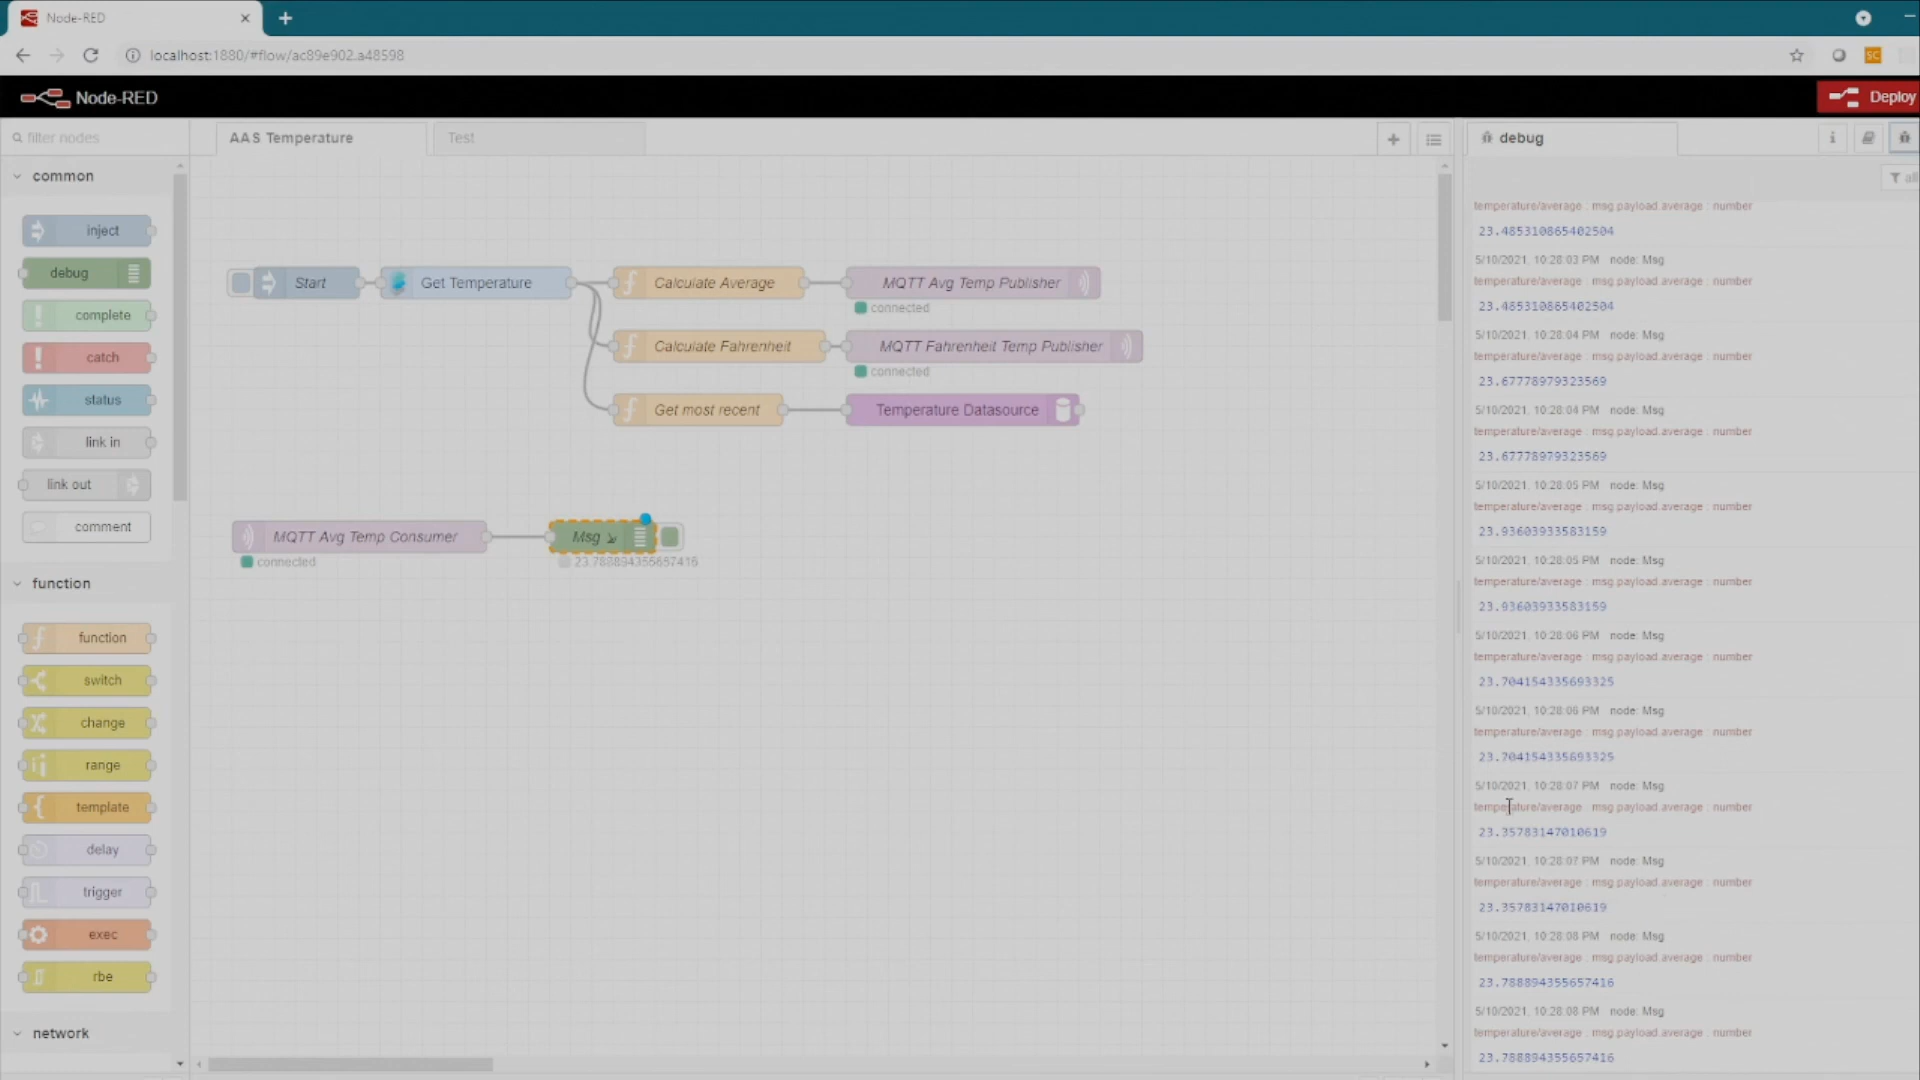 Node-RED
localhost:1880/#flow/ac89e902.a48598
SC
Node-RED
Deploy
filter nodes
AAS Temperature
Test
debug
i
all
common
inject
debug
complete
catch
status
link in
link out
comment
function
function
switch
change
range
template
delay
trigger
exec
rbe
network
Start
Get Temperature
Calculate Average
MQTT Avg Temp Publisher
connected
Calculate Fahrenheit
MQTT Fahrenheit Temp Publisher
connected
Get most recent
Temperature Datasource
MQTT Avg Temp Consumer
connected
Msg
23.788894355657416
temperature/average : msg.payload.average : number
23.485310865402504
5/10/2021, 10:28:03 PM node: Msg
temperature/average : msg.payload.average : number
23.485310865402504
5/10/2021, 10:28:04 PM node: Msg
temperature/average : msg.payload.average : number
23.67778979323569
5/10/2021, 10:28:04 PM node: Msg
temperature/average : msg.payload.average : number
23.67778979323569
5/10/2021, 10:28:05 PM node: Msg
temperature/average : msg.payload.average : number
23.93603933583159
5/10/2021, 10:28:05 PM node: Msg
temperature/average : msg.payload.average : number
23.93603933583159
5/10/2021, 10:28:06 PM node: Msg
temperature/average : msg.payload.average : number
23.704154335693325
5/10/2021, 10:28:06 PM node: Msg
temperature/average : msg.payload.average : number
23.704154335693325
5/10/2021, 10:28:07 PM node: Msg
temperature/average : msg.payload.average : number
23.35783147010619
5/10/2021, 10:28:07 PM node: Msg
temperature/average : msg.payload.average : number
23.35783147010619
5/10/2021, 10:28:08 PM node: Msg
temperature/average : msg.payload.average : number
23.788894355657416
5/10/2021, 10:28:08 PM node: Msg
temperature/average : msg.payload.average : number
23.788894355657416